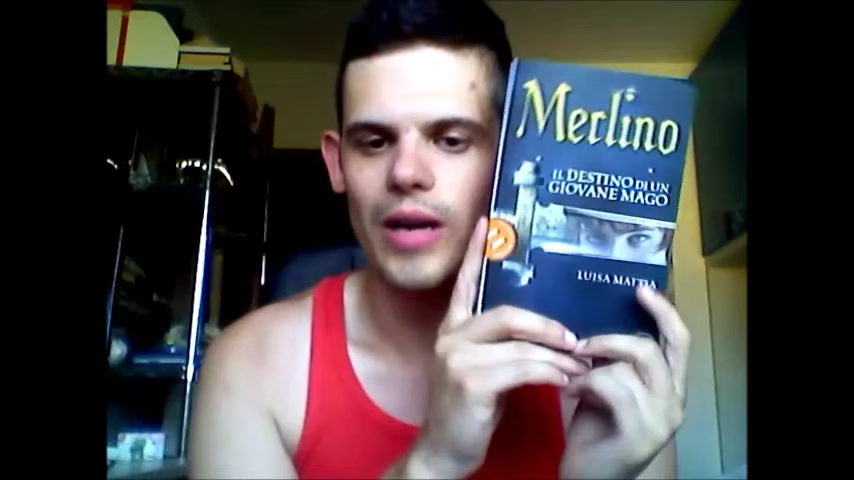 Merlino
IL DESTINO DI UN
GIOVANE MAGO
LUISA MATTIA